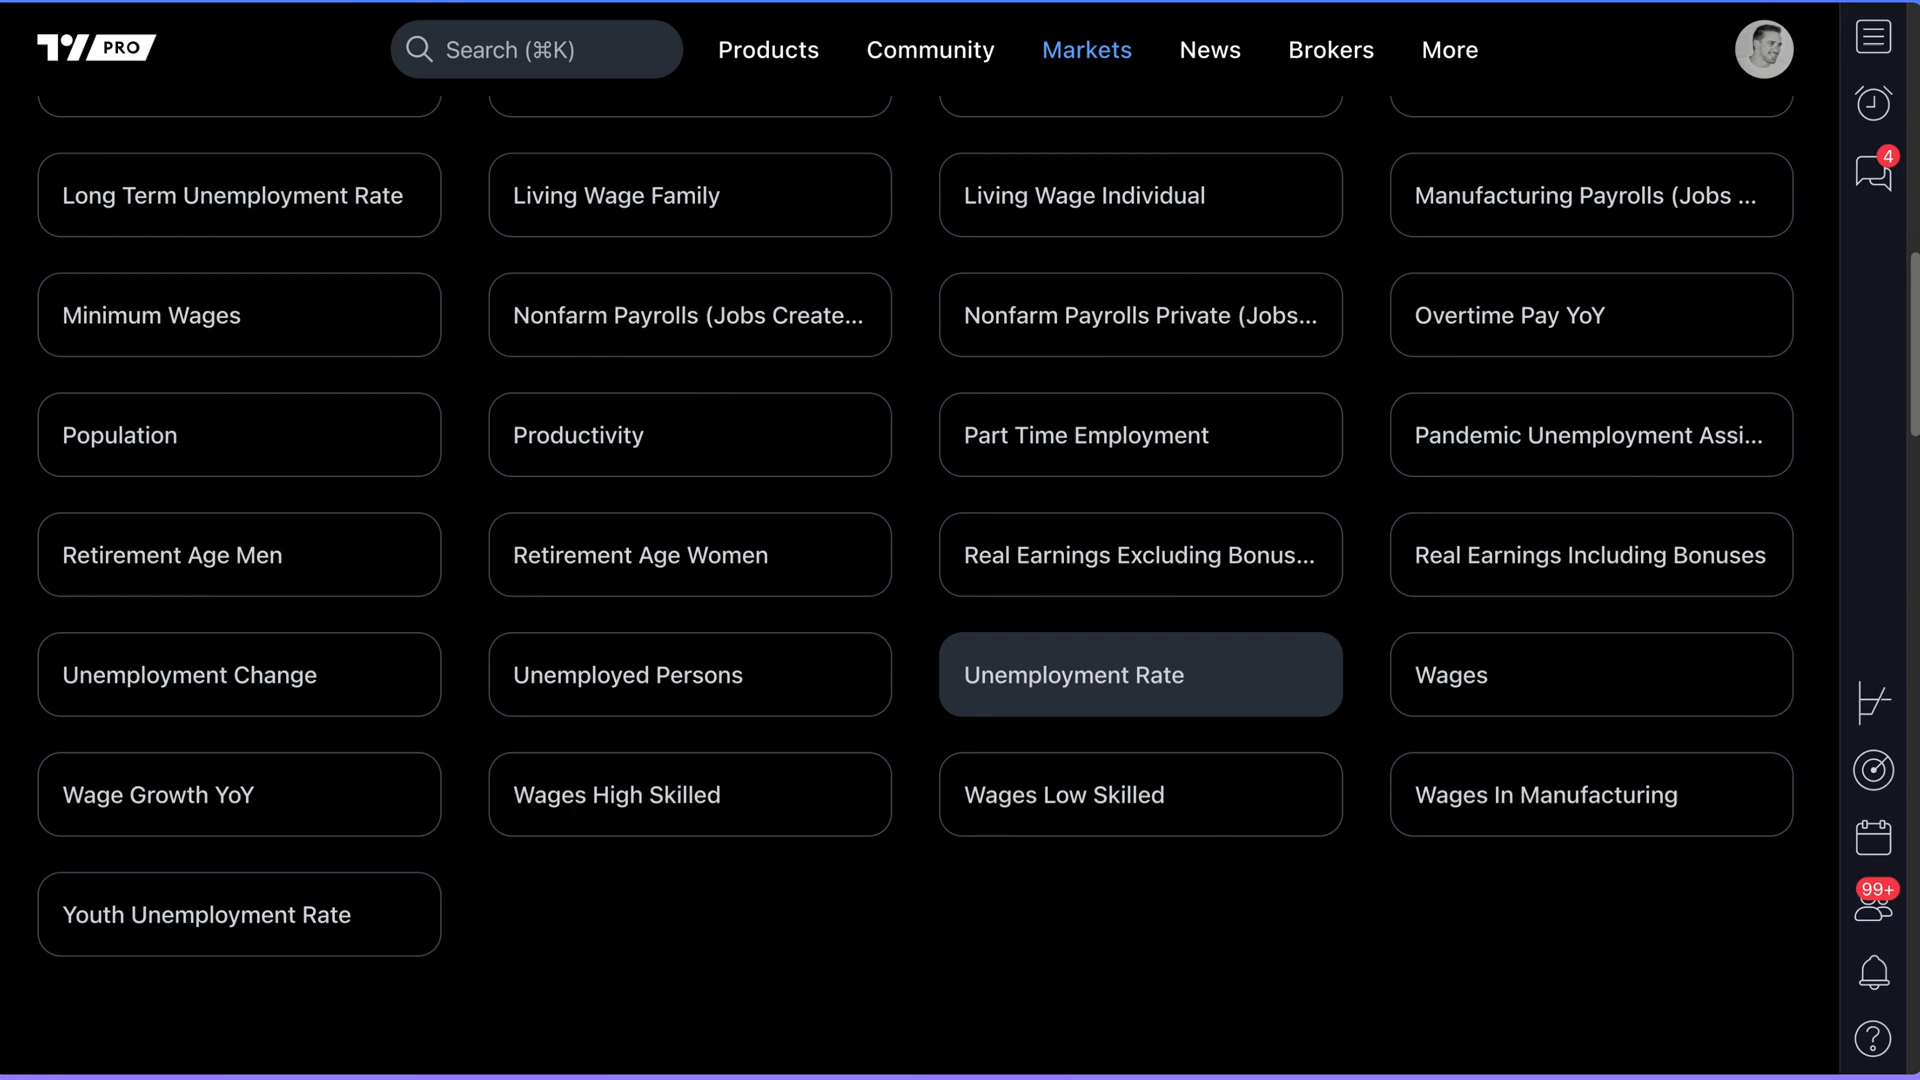 PRO
Search (⌘K)
Products
Community
Markets
News
Brokers
More
4
Long Term Unemployment Rate
Living Wage Family
Living Wage Individual
Manufacturing Payrolls (Jobs ...
Minimum Wages
Nonfarm Payrolls (Jobs Create...
Nonfarm Payrolls Private (Jobs...
Overtime Pay YoY
Population
Productivity
Part Time Employment
Pandemic Unemployment Assi...
Retirement Age Men
Retirement Age Women
Real Earnings Excluding Bonus...
Real Earnings Including Bonuses
Unemployment Change
Unemployed Persons
Unemployment Rate
Wages
Wage Growth YoY
Wages High Skilled
Wages Low Skilled
Wages In Manufacturing
99+
Youth Unemployment Rate